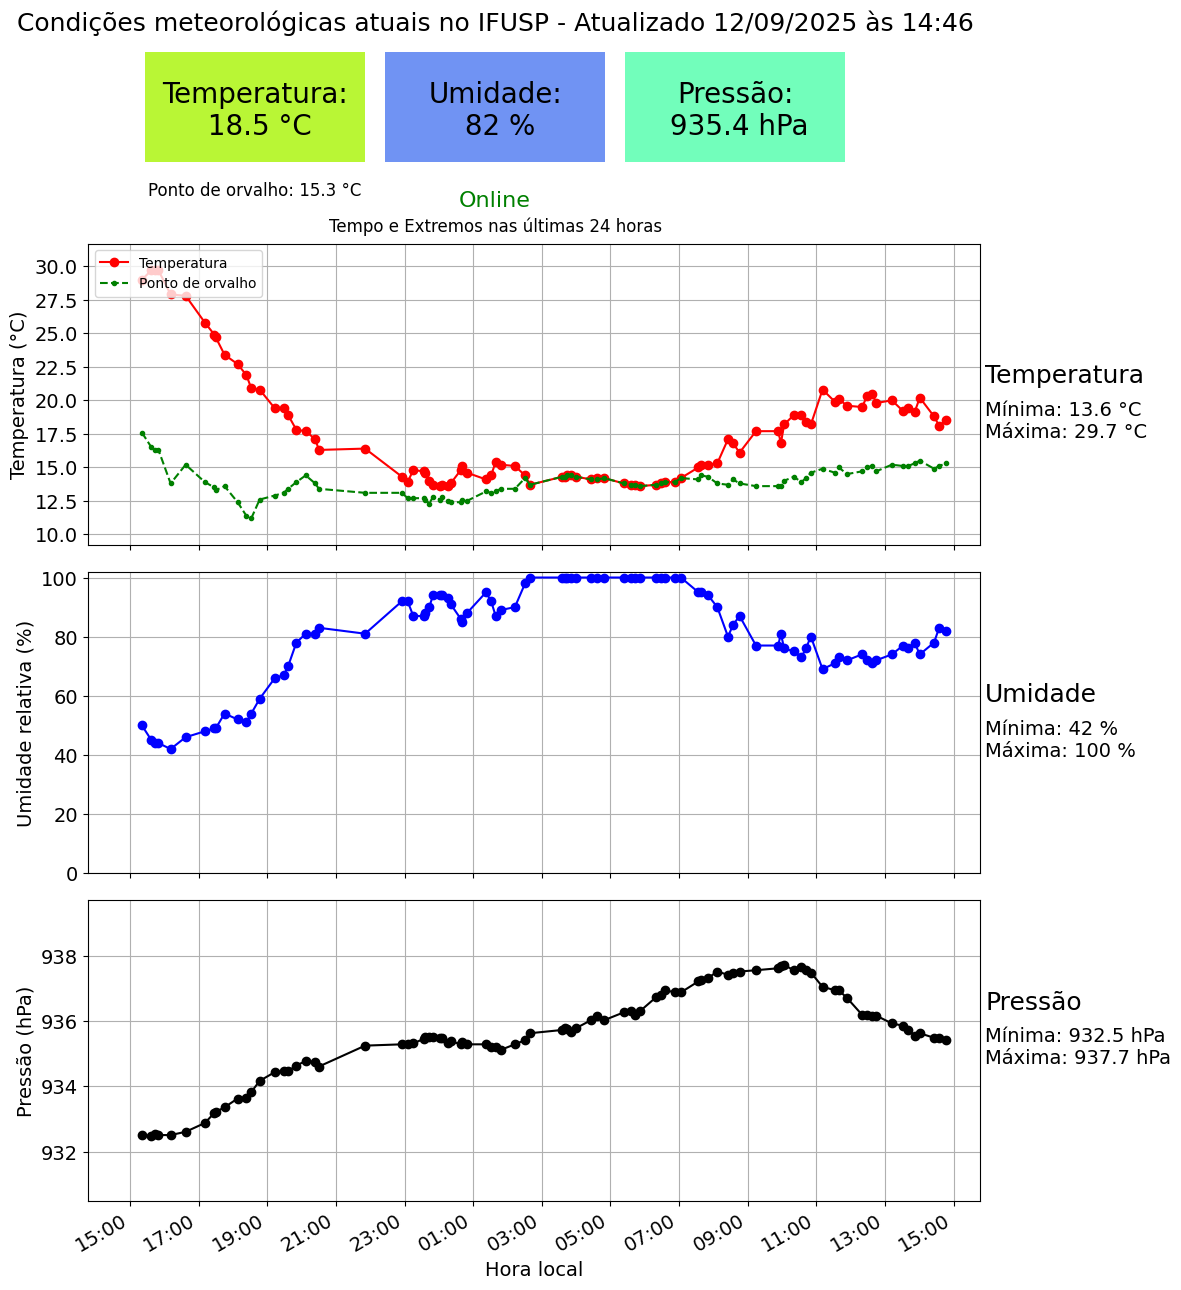 Condições meteorológicas atuais no IFUSP - Atualizado 12/09/2025 às 14:46
Temperatura:
18.5 °C
Umidade:
82 %
Pressão:
935.4 hPa
Ponto de orvalho: 15.3 °C
Online
Tempo e Extremos nas últimas 24 horas
Temperatura
Ponto de orvalho
Temperatura (°C)
30.0
27.5
25.0
22.5
20.0
17.5
15.0
12.5
10.0
Temperatura
Mínima: 13.6 °C
Máxima: 29.7 °C
Umidade relativa (%)
100
80
60
40
20
0
Umidade
Mínima: 42 %
Máxima: 100 %
Pressão (hPa)
938
936
934
932
Pressão
Mínima: 932.5 hPa
Máxima: 937.7 hPa
15:00
17:00
19:00
21:00
23:00
01:00
03:00
05:00
07:00
09:00
11:00
13:00
15:00
Hora local